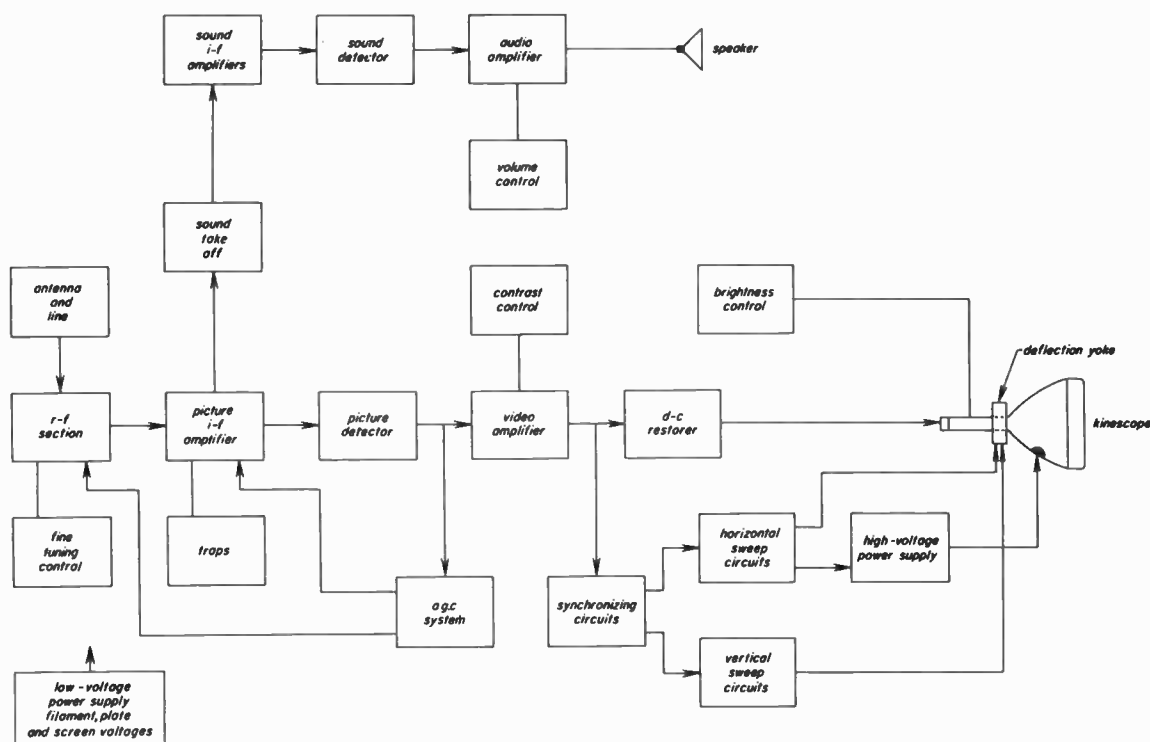 sound
i-f
amplifiers
sound
detector
audio
amplifier
speaker
volume
control
sound
take
off
antenna
and
line
contrast
control
brightness
control
deflection yoke
r-f
section
picture
i-f
amplifier
picture
detector
video
amplifier
d-c
restorer
kinescope
fine
tuning
control
traps
horizontal
sweep
circuits
high-voltage
power supply
a g.c
system
synchronizing
circuits
vertical
sweep
circuits
low-voltage
power supply
filament, plate
and screen voltages